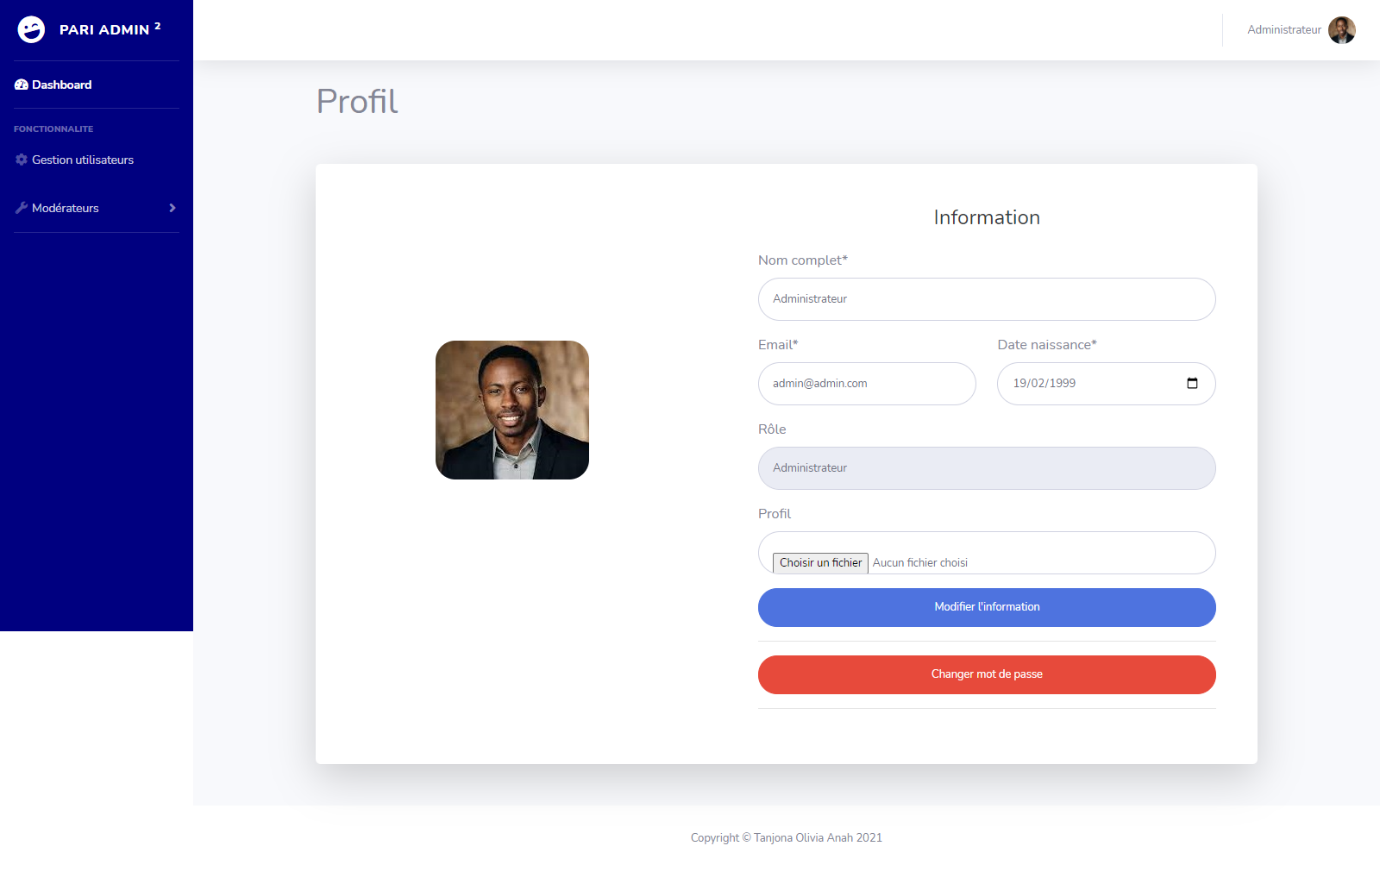 PARI ADMIN 2
Administrateur
Dashboard
FONCTIONNALITE
Gestion utilisateurs
Modérateurs
Profil
Information
Nom complet*
Administrateur
Email* Date naissance*
admin@admin.com 19/02/1999
Rôle
Administrateur
Profil
Choisir un fichier Aucun fichier choisi
Modifier l'information
Changer mot de passe
Copyright © Tanjona Olivia Anah 2021